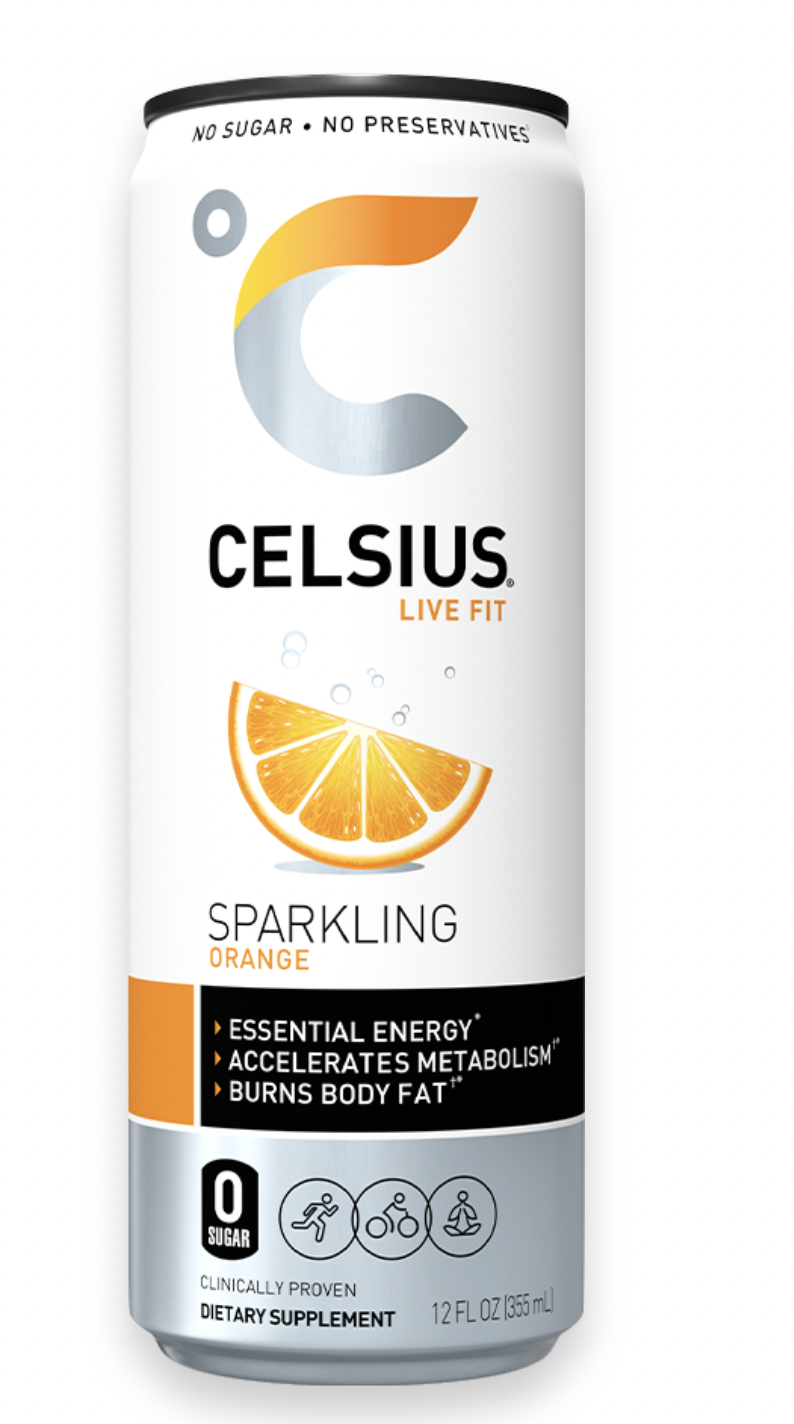 NO SUGAR • NO PRESERVATIVES
CELSIUS®
LIVE FIT
SPARKLING
ORANGE
ESSENTIAL ENERGY*
ACCELERATES METABOLISM†*
BURNS BODY FAT†*
0
SUGAR
CLINICALLY PROVEN
DIETARY SUPPLEMENT 12 FL OZ (355 mL)